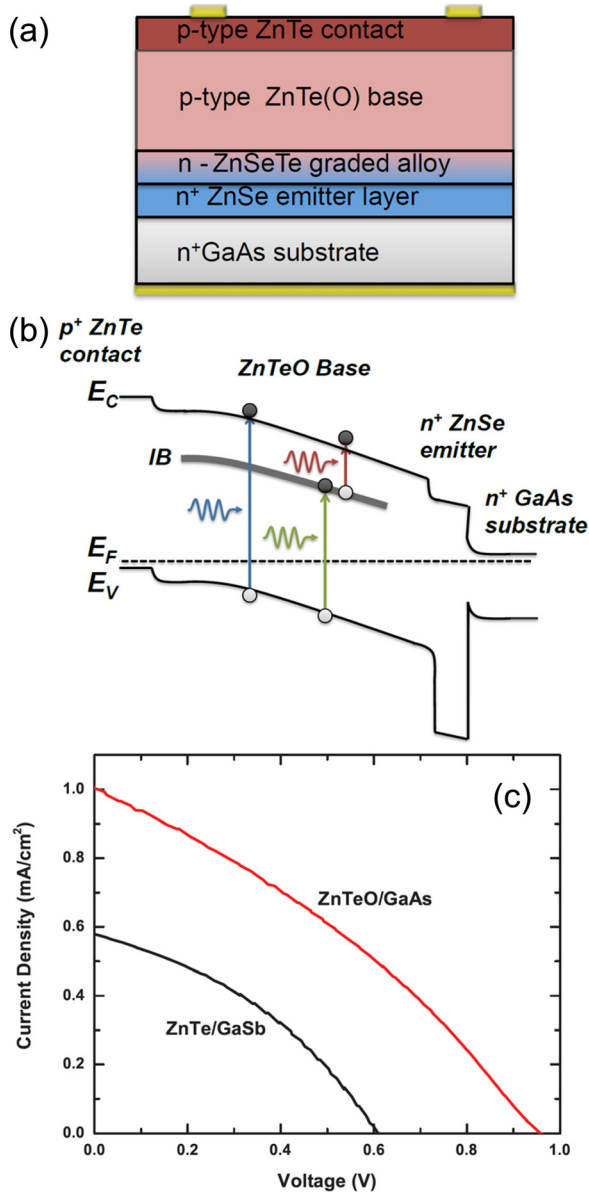 (a)
p-type ZnTe contact
p-type ZnTe(O) base
n - ZnSeTe graded alloy
n+ ZnSe emitter layer
n+GaAs substrate
(b)
p+ ZnTe
contact
ZnTeO Base
EC
n+ ZnSe
emitter
IB
n+ GaAs
substrate
EF
EV
(c)
1.0
0.8
0.6
0.4
0.2
0.0
Current Density (mA/cm2)
ZnTeO/GaAs
ZnTe/GaSb
0.0 0.2 0.4 0.6 0.8 1.0
Voltage (V)